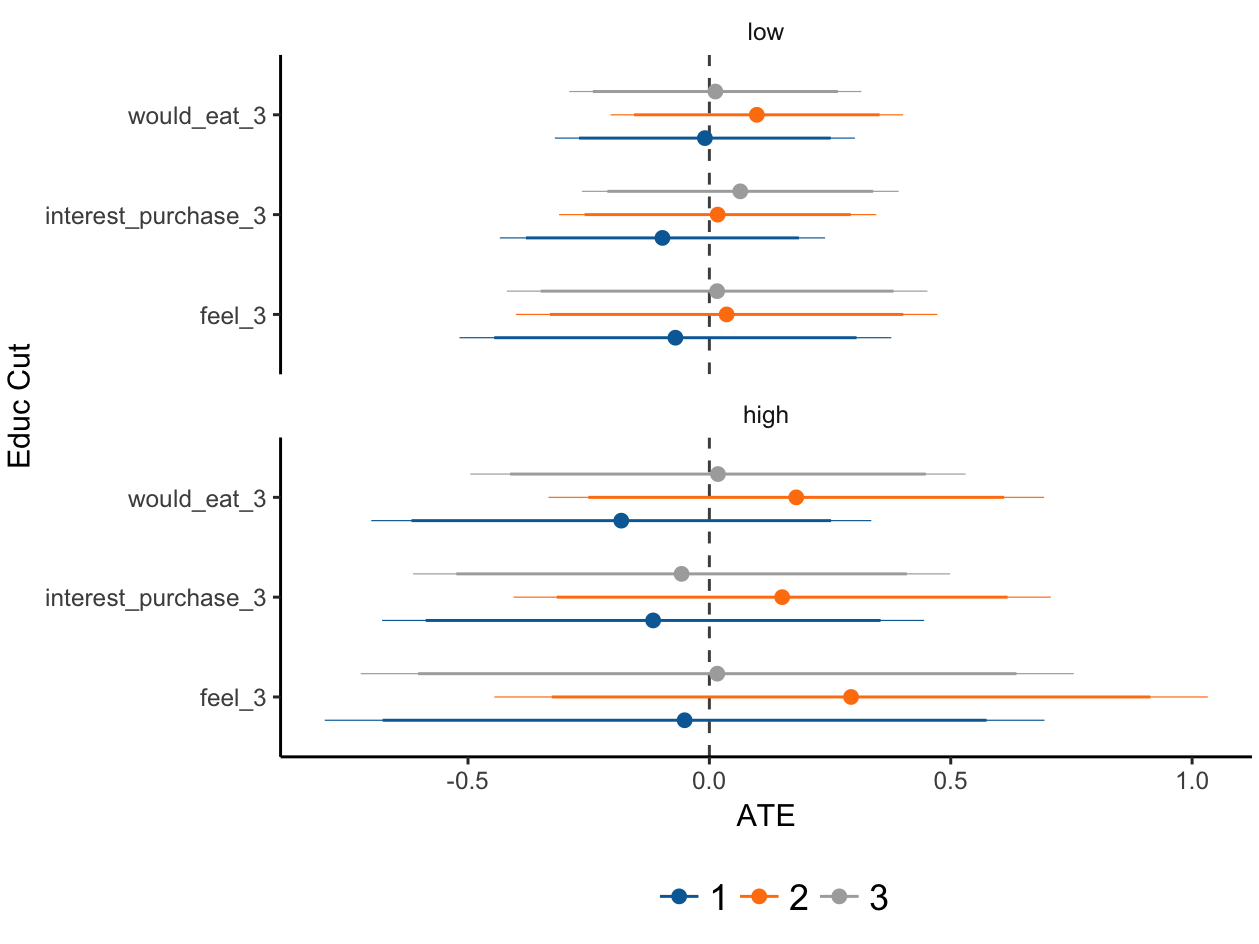 low
would_eat_3
interest_purchase_3
feel_3
Educ Cut
high
would_eat_3
interest_purchase_3
feel_3
-0.5 0.0 0.5 1.0
ATE
1 2 3